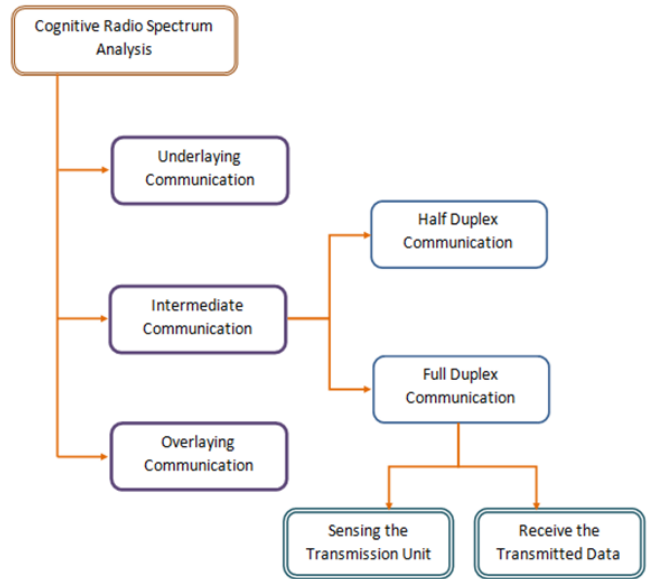 Cognitive Radio Spectrum
Analysis
Underlaying
Communication
Half Duplex
Communication
Intermediate
Communication
Full Duplex
Communication
Overlaying
Communication
Sensing the
Transmission Unit
Receive the
Transmitted Data